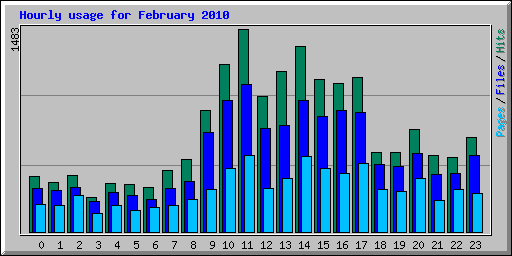 Hourly usage for February 2010
1483
Pages/Files/Hits
0 1 2 3 4 5 6 7 8 9 10 11 12 13 14 15 16 17 18 19 20 21 22 23